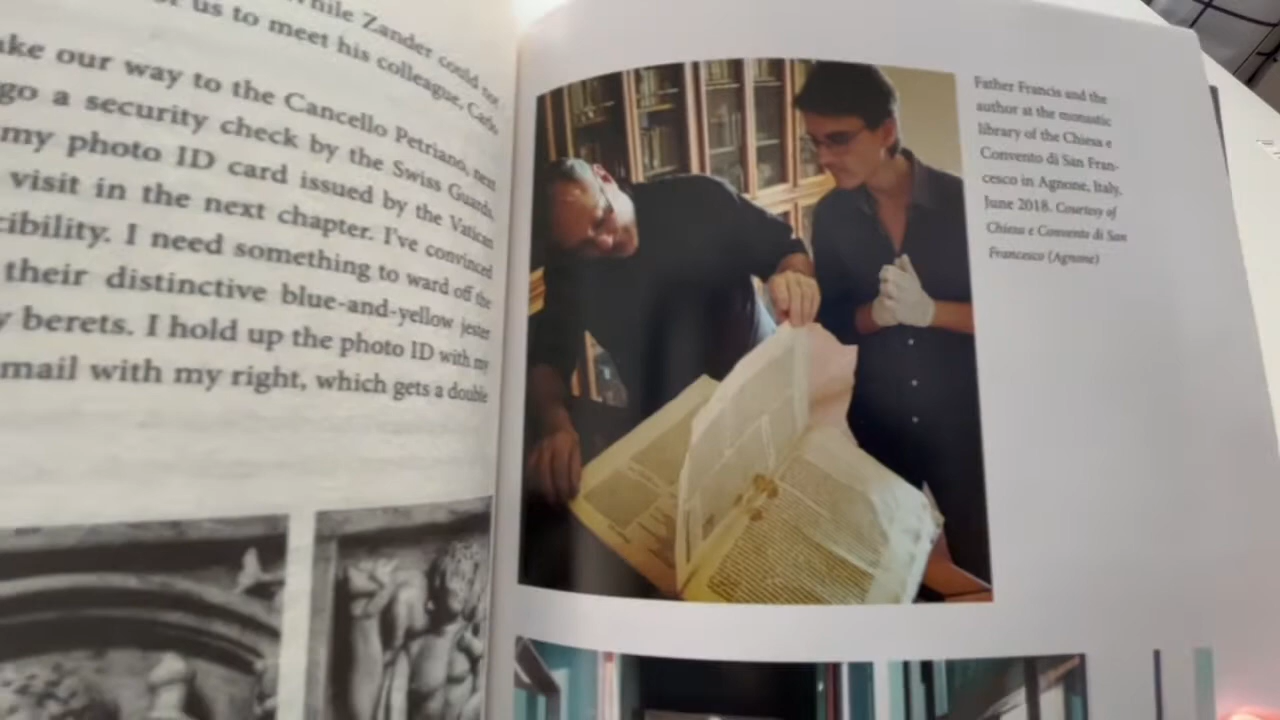 While Zander could not
us to meet his colleague, Carlo
ake our way to the Cancello Petriano, next
go a security check by the Swiss Guards.
my photo ID card issued by the Vatican
visit in the next chapter. I've convinced
cibility. I need something to ward off the
their distinctive blue-and-yellow jester
y berets. I hold up the photo ID with my
mail with my right, which gets a double
Father Francis and the
author at the monastic
library of the Chiesa e
Convento di San Fran-
cesco in Agnone, Italy,
June 2018. Courtesy of
Chiesa e Convento di San
Francesco (Agnone)